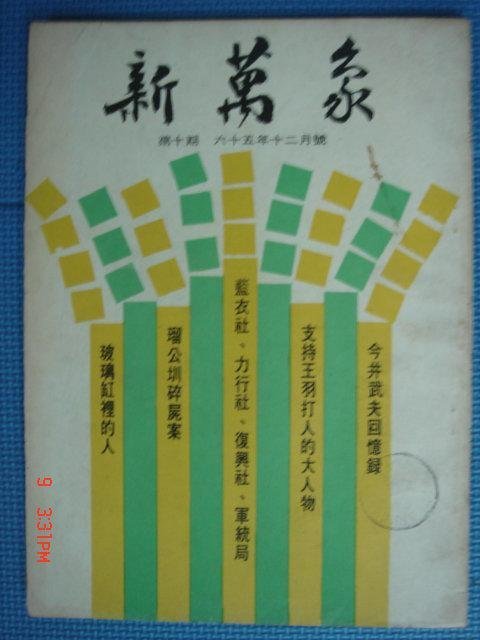 新萬象
第十期 六十五年十二月號
今井武夫回憶録
支持王羽打人的大人物
藍衣社、力行社、復興社、軍統局
瑠公圳碎屍案
玻璃缸裡的人
9 3:31PM